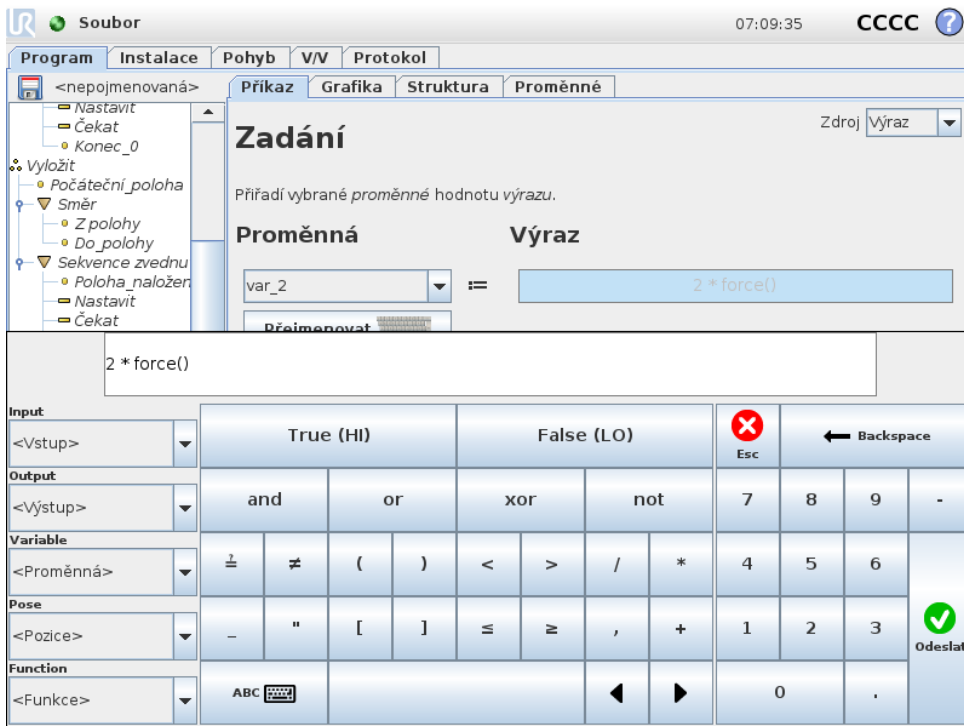 UR Soubor 07:09:35 CCCC ?
Program Instalace Pohyb V/V Protokol
<nepojmenovaná> Příkaz Grafika Struktura Proměnné
Nastavit
Čekat
Konec_0
Vyložit
Počáteční_poloha
Směr
Z polohy
Do_polohy
Sekvence zvednu
Poloha_naložen
Nastavit
Čekat
Zadání
Zdroj Výraz
Přiřadí vybrané proměnné hodnotu výrazu.
Proměnná Výraz
var_2 := 2 * force()
Přejmenovat
2 * force()
Input
<Vstup>
Output
<Výstup>
Variable
<Proměnná>
Pose
<Pozice>
Function
<Funkce>
True (HI) False (LO) Esc Backspace
and or xor not 7 8 9 -
≟ ≠ ( ) < > / * 4 5 6
_ " [ ] ≤ ≥ , + 1 2 3
Odeslat
ABC 0 .